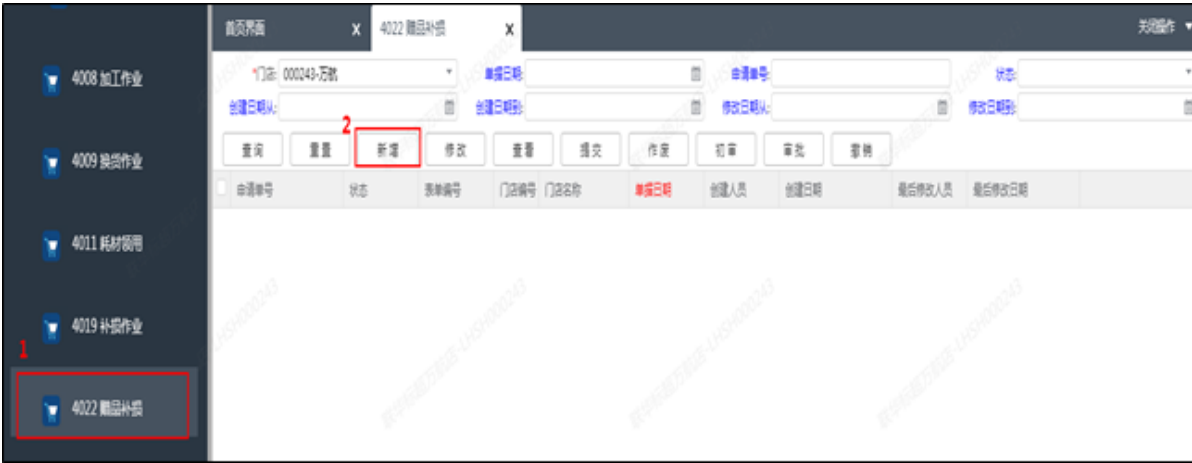 首页界面 X 4022 赠品补损 X 关闭操作
4008 加工作业
4009 换货作业
4011 耗材领用
4019 补损作业
1
4022 赠品补损
*门店: 000243-万航 单据日期: 申请单号: 状态:
创建日期从: 创建日期到: 修改日期从: 修改日期到:
2
查询 重置 新增 修改 查看 提交 作废 初审 审批 撤销
申请单号 状态 表单编号 门店编号 门店名称 单据日期 创建人员 创建日期 最后修改人员 最后修改日期